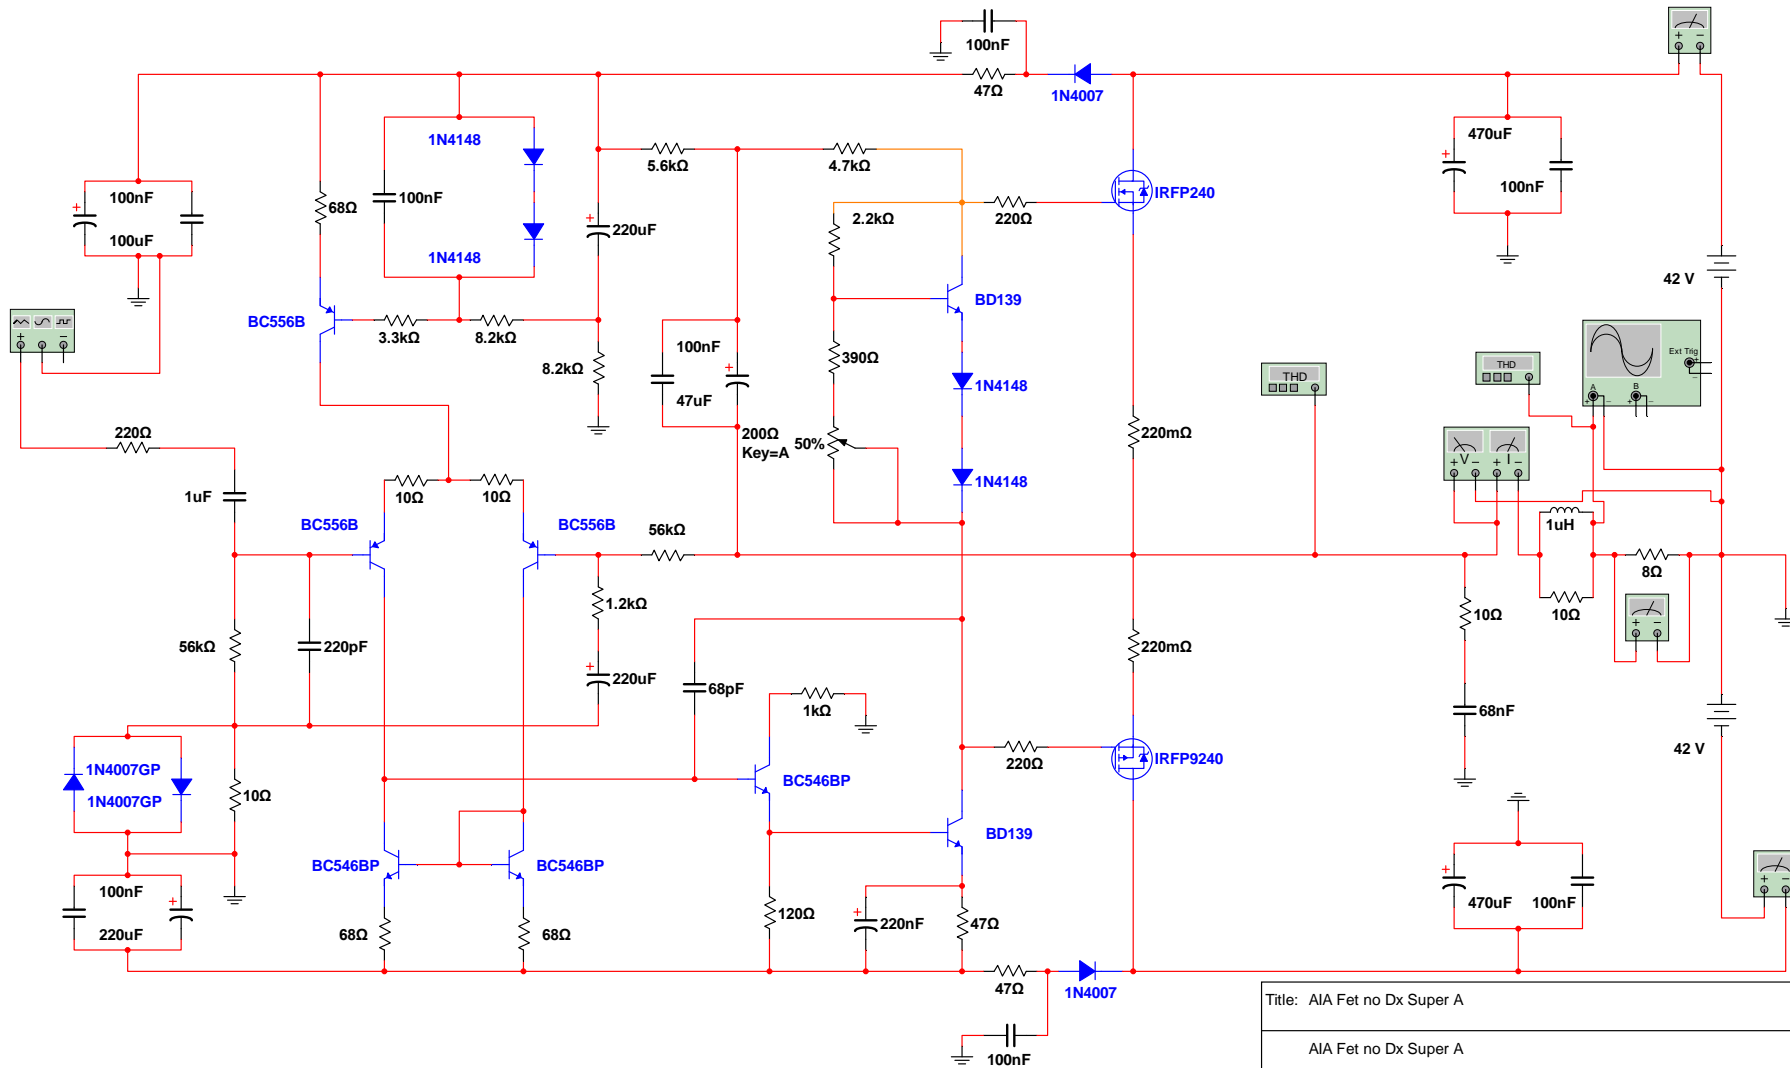 100nF
47Ω
1N4007
1N4148
5.6kΩ
4.7kΩ
470uF
100nF
IRFP240
100nF
100uF
68Ω
100nF
220uF
2.2kΩ
220Ω
1N4148
42 V
BC556B
3.3kΩ
8.2kΩ
BD139
8.2kΩ
100nF
47uF
390Ω
1N4148
THD
THD
Ext Trig
A
B
220Ω
200Ω
Key=A
50%
220mΩ
V
I
1uF
10Ω
10Ω
1N4148
BC556B
BC556B
56kΩ
1uH
8Ω
10Ω
10Ω
1.2kΩ
56kΩ
220pF
220uF
68pF
1kΩ
220mΩ
68nF
42 V
1N4007GP
1N4007GP
10Ω
BC546BP
220Ω
IRFP9240
BD139
BC546BP
BC546BP
100nF
220uF
68Ω
68Ω
120Ω
220nF
47Ω
470uF
100nF
47Ω
1N4007
100nF
Title: AIA Fet no Dx Super A
AIA Fet no Dx Super A